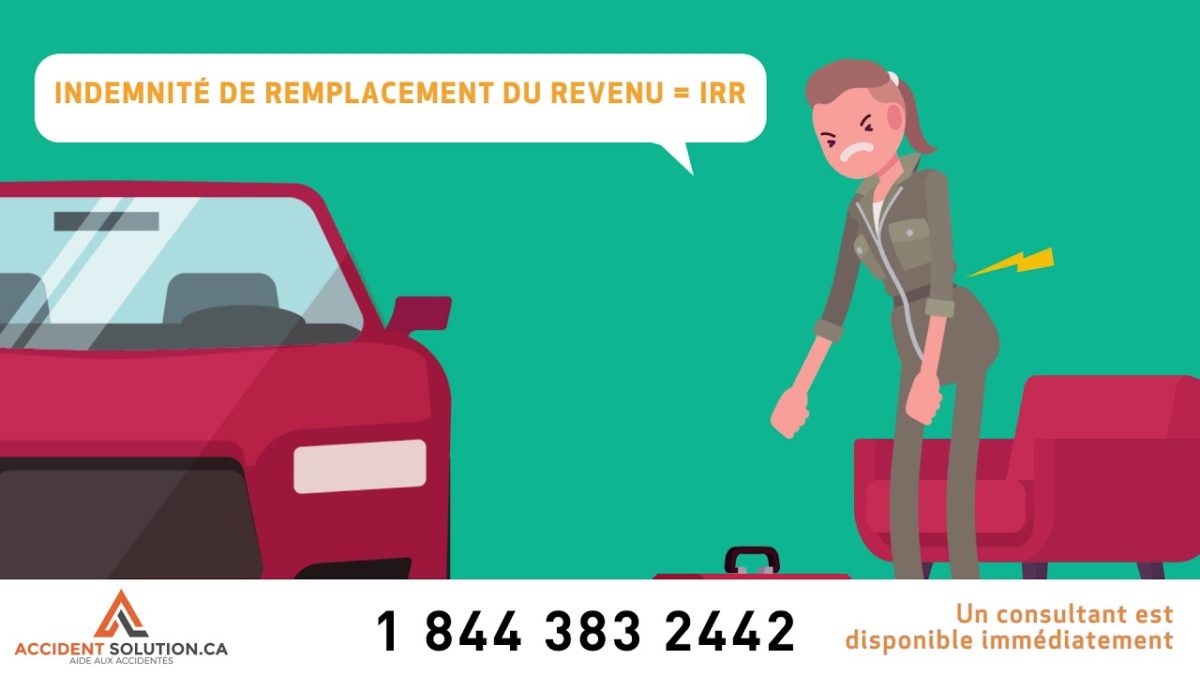 INDEMNITÉ DE REMPLACEMENT DU REVENU = IRR
ACCIDENT SOLUTION.CA
AIDE AUX ACCIDENTÉS
1 844 383 2442
Un consultant est
disponible immédiatement